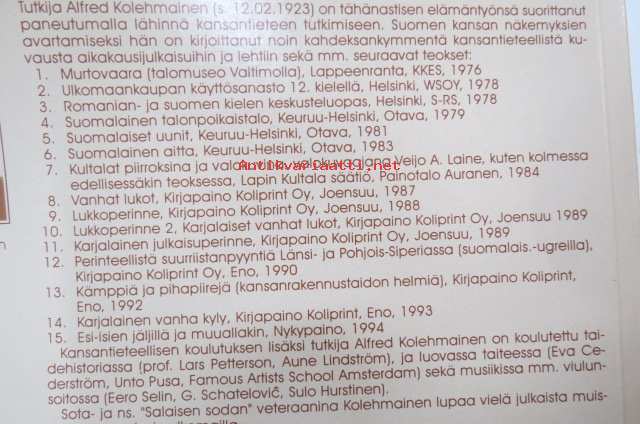 Tutkija Alfred Kolehmainen (s. 12.02.1923) on tähänastisen elämäntyönsä suorittanut
paneutumalla lähinnä kansantieteen tutkimiseen. Suomen kansan näkemyksien
avartamiseksi hän on kirjoittanut noin kahdeksankymmentä kansantieteellistä ku-
vausta aikakausijulkaisuihin ja lehtiin sekä mm. seuraavat teokset:
1. Murtovaara (talomuseo Valtimolla), Lappeenranta, KKES, 1976
2. Ulkomaankaupan käyttösanasto 12. kielellä, Helsinki, WSOY, 1978
3. Romanian- ja suomen kielen keskusteluopas, Helsinki, S-RS, 1978
4. Suomalainen talonpoikaistalo, Keuruu-Helsinki, Otava, 1979
5. Suomalaiset uunit, Keuruu-Helsinki, Otava, 1981
6. Suomalainen aitta, Keuruu-Helsinki, Otava, 1983
7. Kultalat piirroksina ja Veijo A. Laine, kuten kolmessa
Antikvariaatti.net
edellisessäkin teoksessa, Lapin Kultala säätiö, Painotalo Auranen, 1984
8. Vanhat lukot, Kirjapaino Koliprint Oy, Joensuu, 1987
9. Lukkoperinne, Kirjapaino Koliprint Oy, Joensuu, 1988
10. Lukkoperinne 2, Karjalaiset vanhat lukot, Kirjapaino Koliprint Oy, Joensuu 1989
11. Karjalainen julkaisuperinne, Kirjapaino Koliprint Oy, Joensuu, 1989
12. Perinteellistä suurriistanpyyntiä Länsi- ja Pohjois-Siperiassa (suomalais.-ugreilla),
Kirjapaino Koliprint Oy, Eno, 1990
13. Kämppiä ja pihapiirejä (kansanrakennustaidon helmiä), Kirjapaino Koliprint,
Eno, 1992
14. Karjalainen vanha kyly, Kirjapaino Koliprint, Eno, 1993
15. Esi-isien jäljillä ja muuallakin, Nykypaino, 1994
Kansantieteellisen koulutuksen lisäksi tutkija Alfred Kolehmainen on koulutettu tai-
dehistoriassa (prof. Lars Petterson, Aune Lindström), ja luovassa taiteessa (Eva Ce-
derström, Unto Pusa, Famous Artists School Amsterdam) sekä musiikissa mm. viulun-
soitossa (Eero Selin, G. Schatelovič, Sulo Hurstinen).
Sota- ja ns. "Salaisen sodan" veteraanina Kolehmainen lupaa vielä julkaista muis-